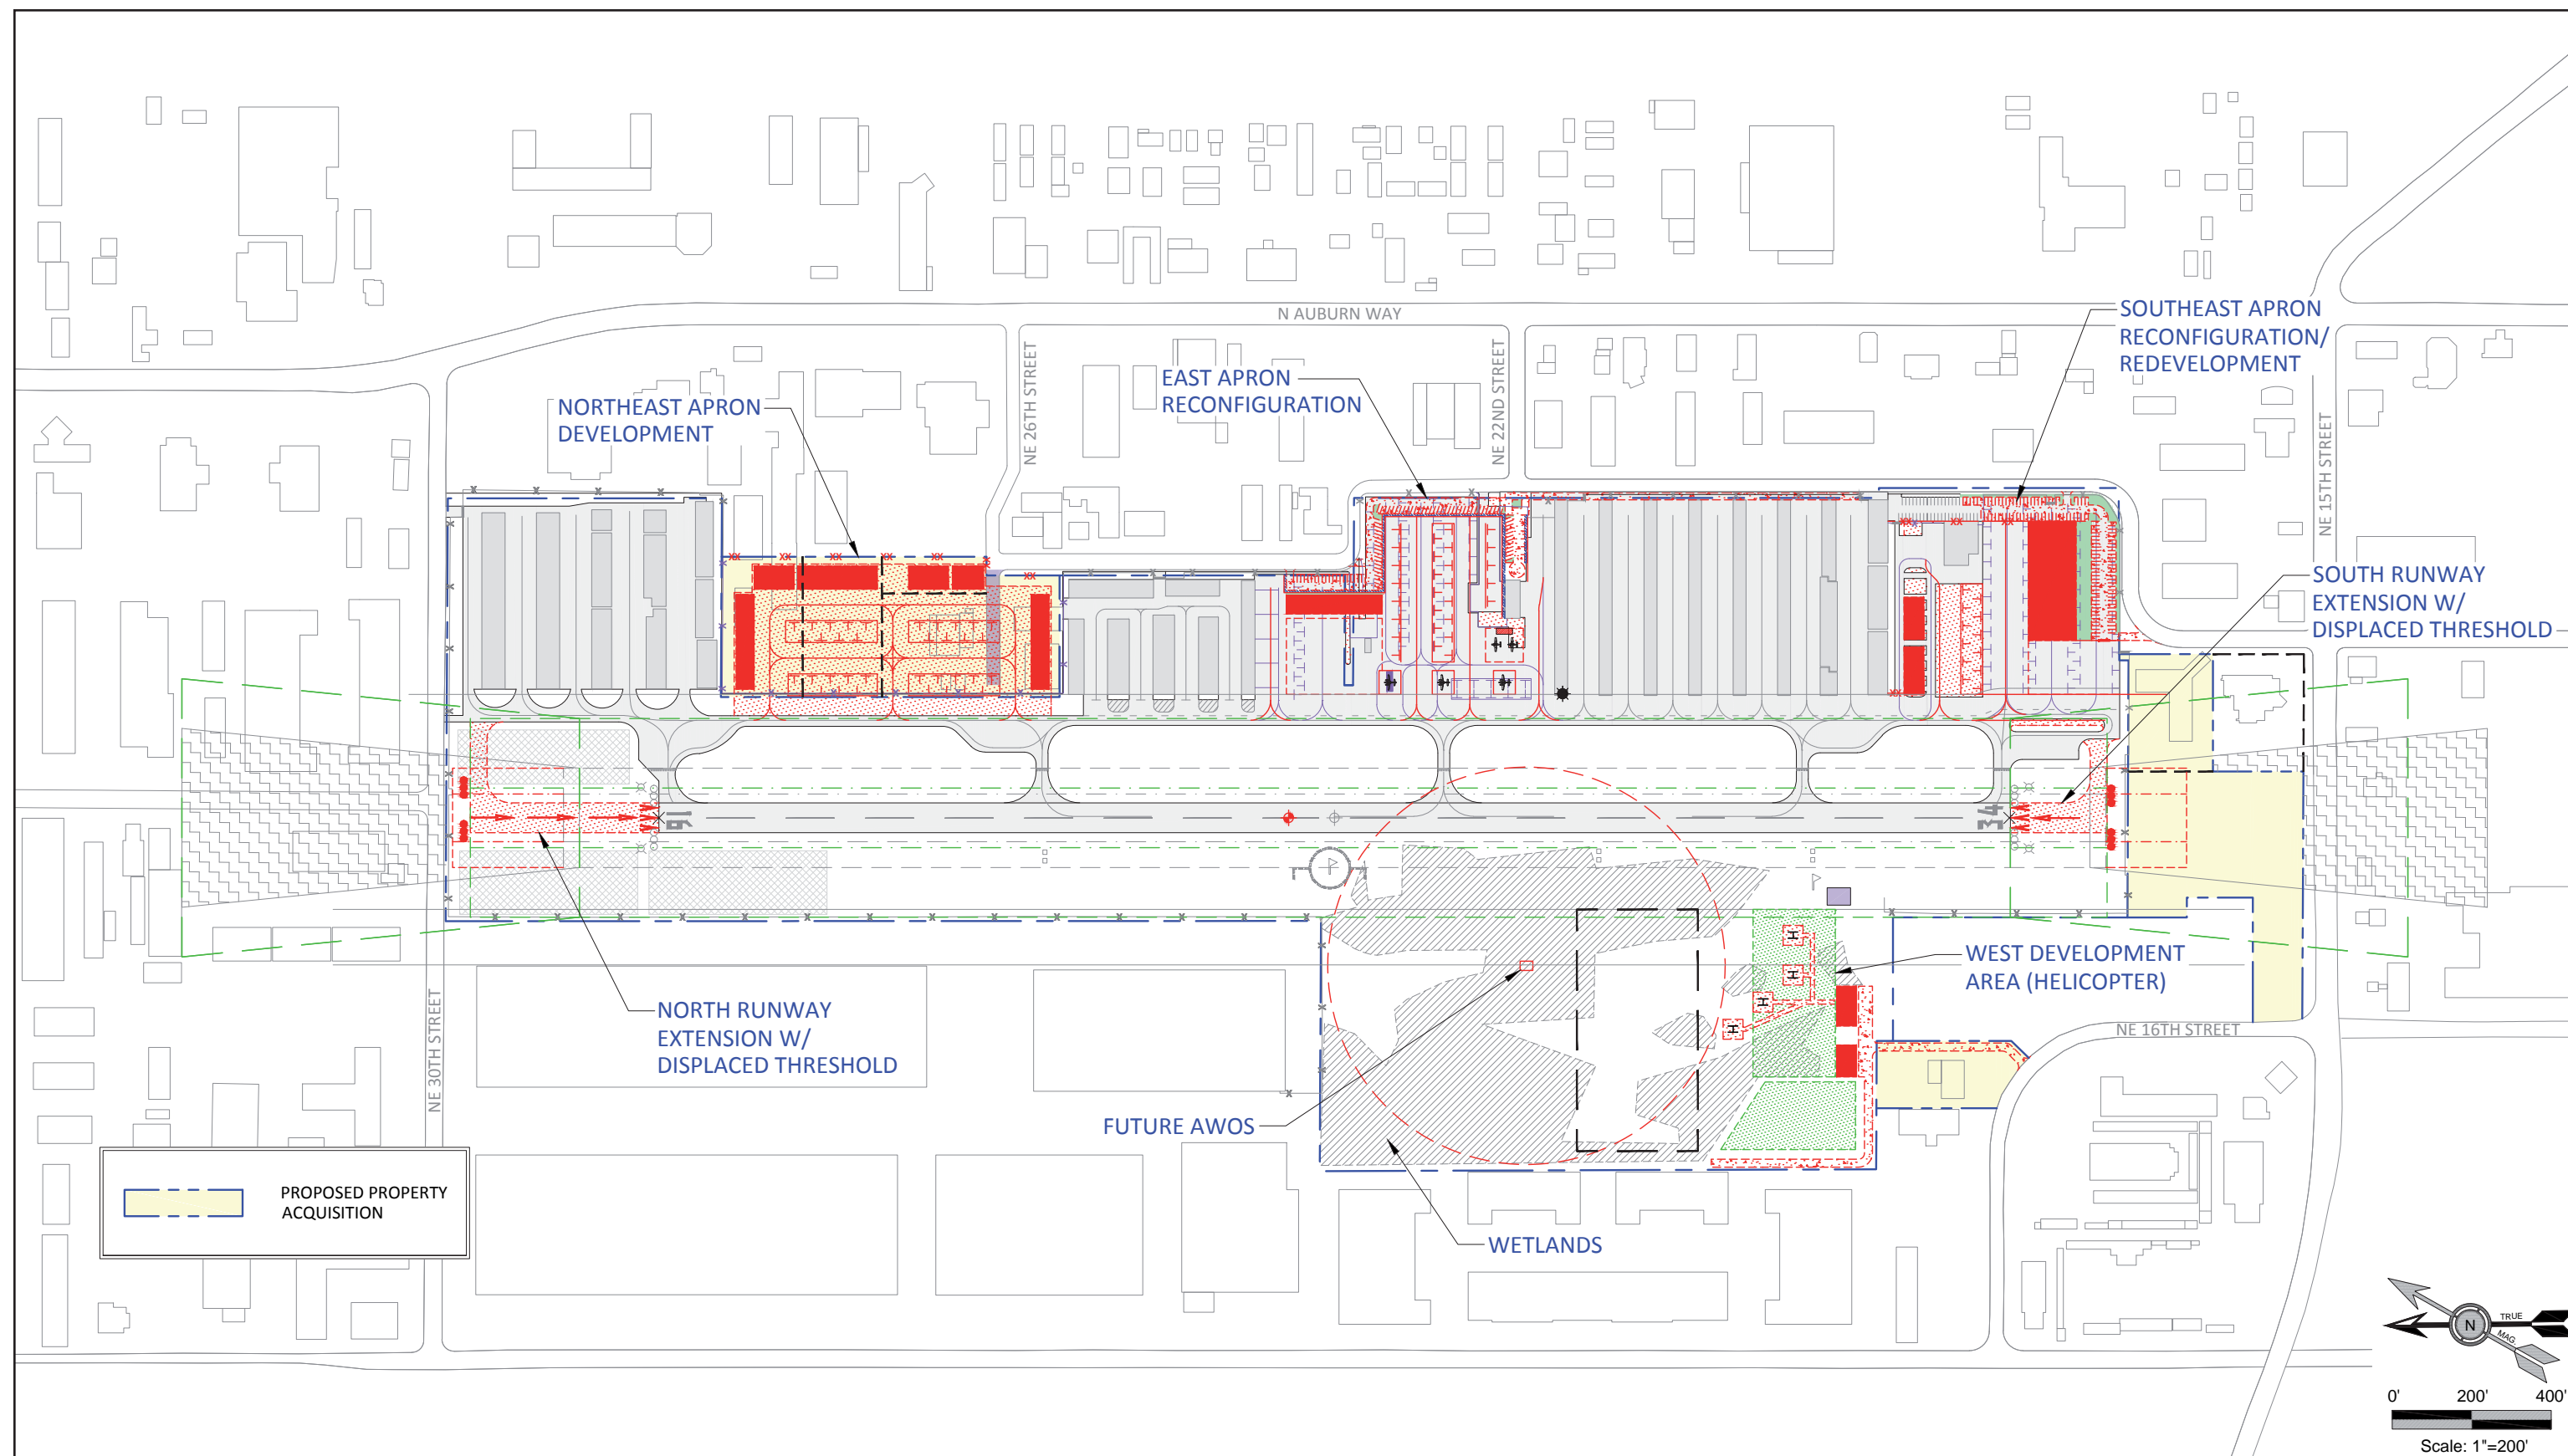 N AUBURN WAY
SOUTHEAST APRON
RECONFIGURATION/
REDEVELOPMENT
EAST APRON
RECONFIGURATION
NORTHEAST APRON
DEVELOPMENT
NE 26TH STREET
NE 22ND STREET
NE 15TH STREET
SOUTH RUNWAY
EXTENSION W/
DISPLACED THRESHOLD
16
34
H
H
H
H
WEST DEVELOPMENT
AREA (HELICOPTER)
NORTH RUNWAY
EXTENSION W/
DISPLACED THRESHOLD
NE 30TH STREET
NE 16TH STREET
FUTURE AWOS
WETLANDS
PROPOSED PROPERTY
ACQUISITION
N
TRUE
MAG.
0' 200' 400'
Scale: 1"=200'